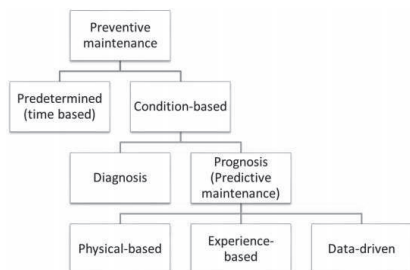 Preventive
maintenance
Predetermined
(time based)
Condition-based
Diagnosis
Prognosis
(Predictive
maintenance)
Physical-based
Experience-
based
Data-driven